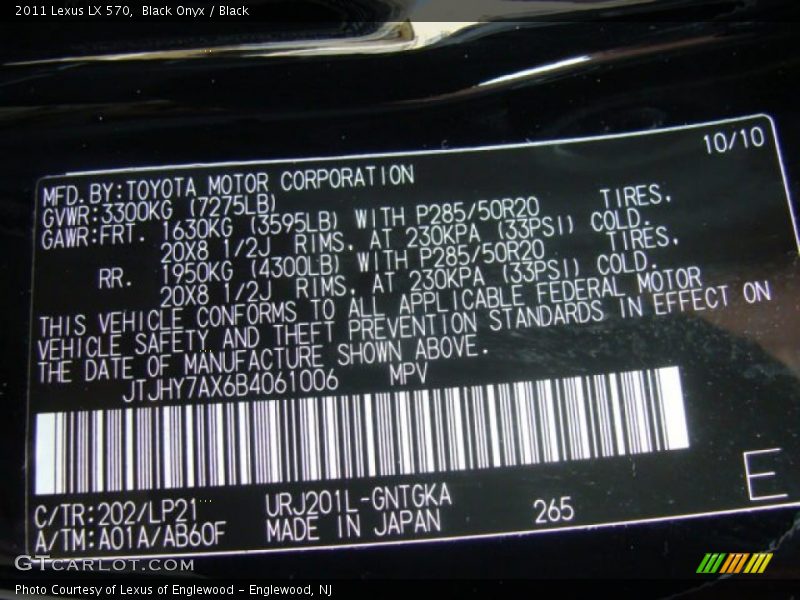 2011 Lexus LX 570, Black Onyx / Black
10/10
MFD. BY: TOYOTA MOTOR CORPORATION
GVWR: 3300KG (7275LB)
GAWR: FRT. 1630KG (3595LB) WITH P285/50R20 TIRES,
20X8 1/2J RIMS, AT 230KPA (33PSI) COLD.
RR. 1950KG (4300LB) WITH P285/50R20 TIRES,
20X8 1/2J RIMS, AT 230KPA (33PSI) COLD.
THIS VEHICLE CONFORMS TO ALL APPLICABLE FEDERAL MOTOR
VEHICLE SAFETY AND THEFT PREVENTION STANDARDS IN EFFECT ON
THE DATE OF MANUFACTURE SHOWN ABOVE.
JTJHY7AX6B4061006 MPV
E
C/TR: 202/LP21 URJ201L-GNTGKA
A/TM: A01A/AB60F MADE IN JAPAN 265
GTCARLOT.COM
Photo Courtesy of Lexus of Englewood - Englewood, NJ